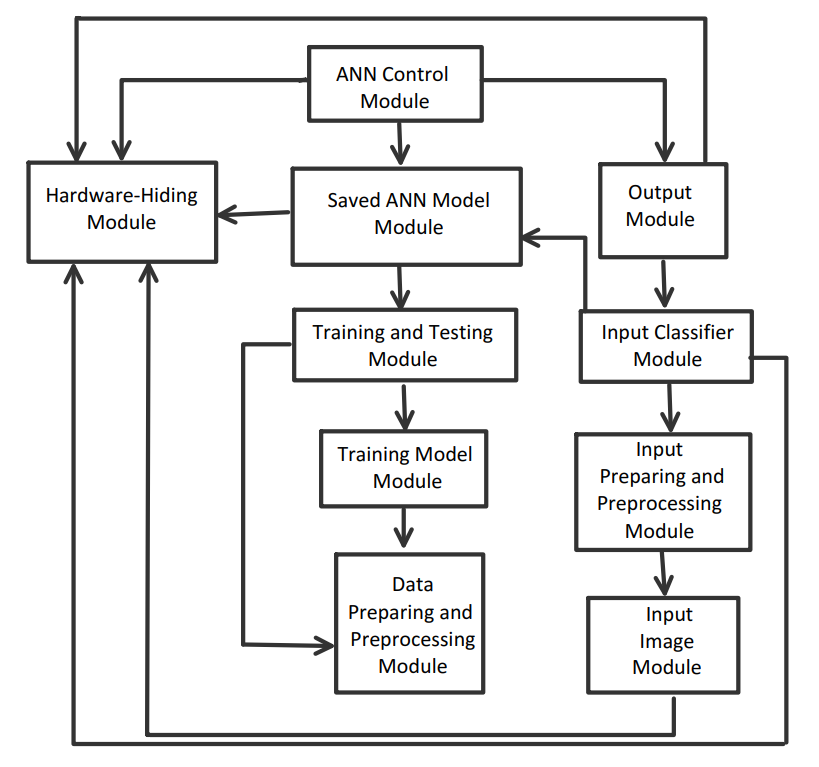 ANN Control
Module
Hardware-Hiding
Module
Saved ANN Model
Module
Output
Module
Training and Testing
Module
Input Classifier
Module
Training Model
Module
Input
Preparing and
Preprocessing
Module
Data
Preparing and
Preprocessing
Module
Input
Image
Module